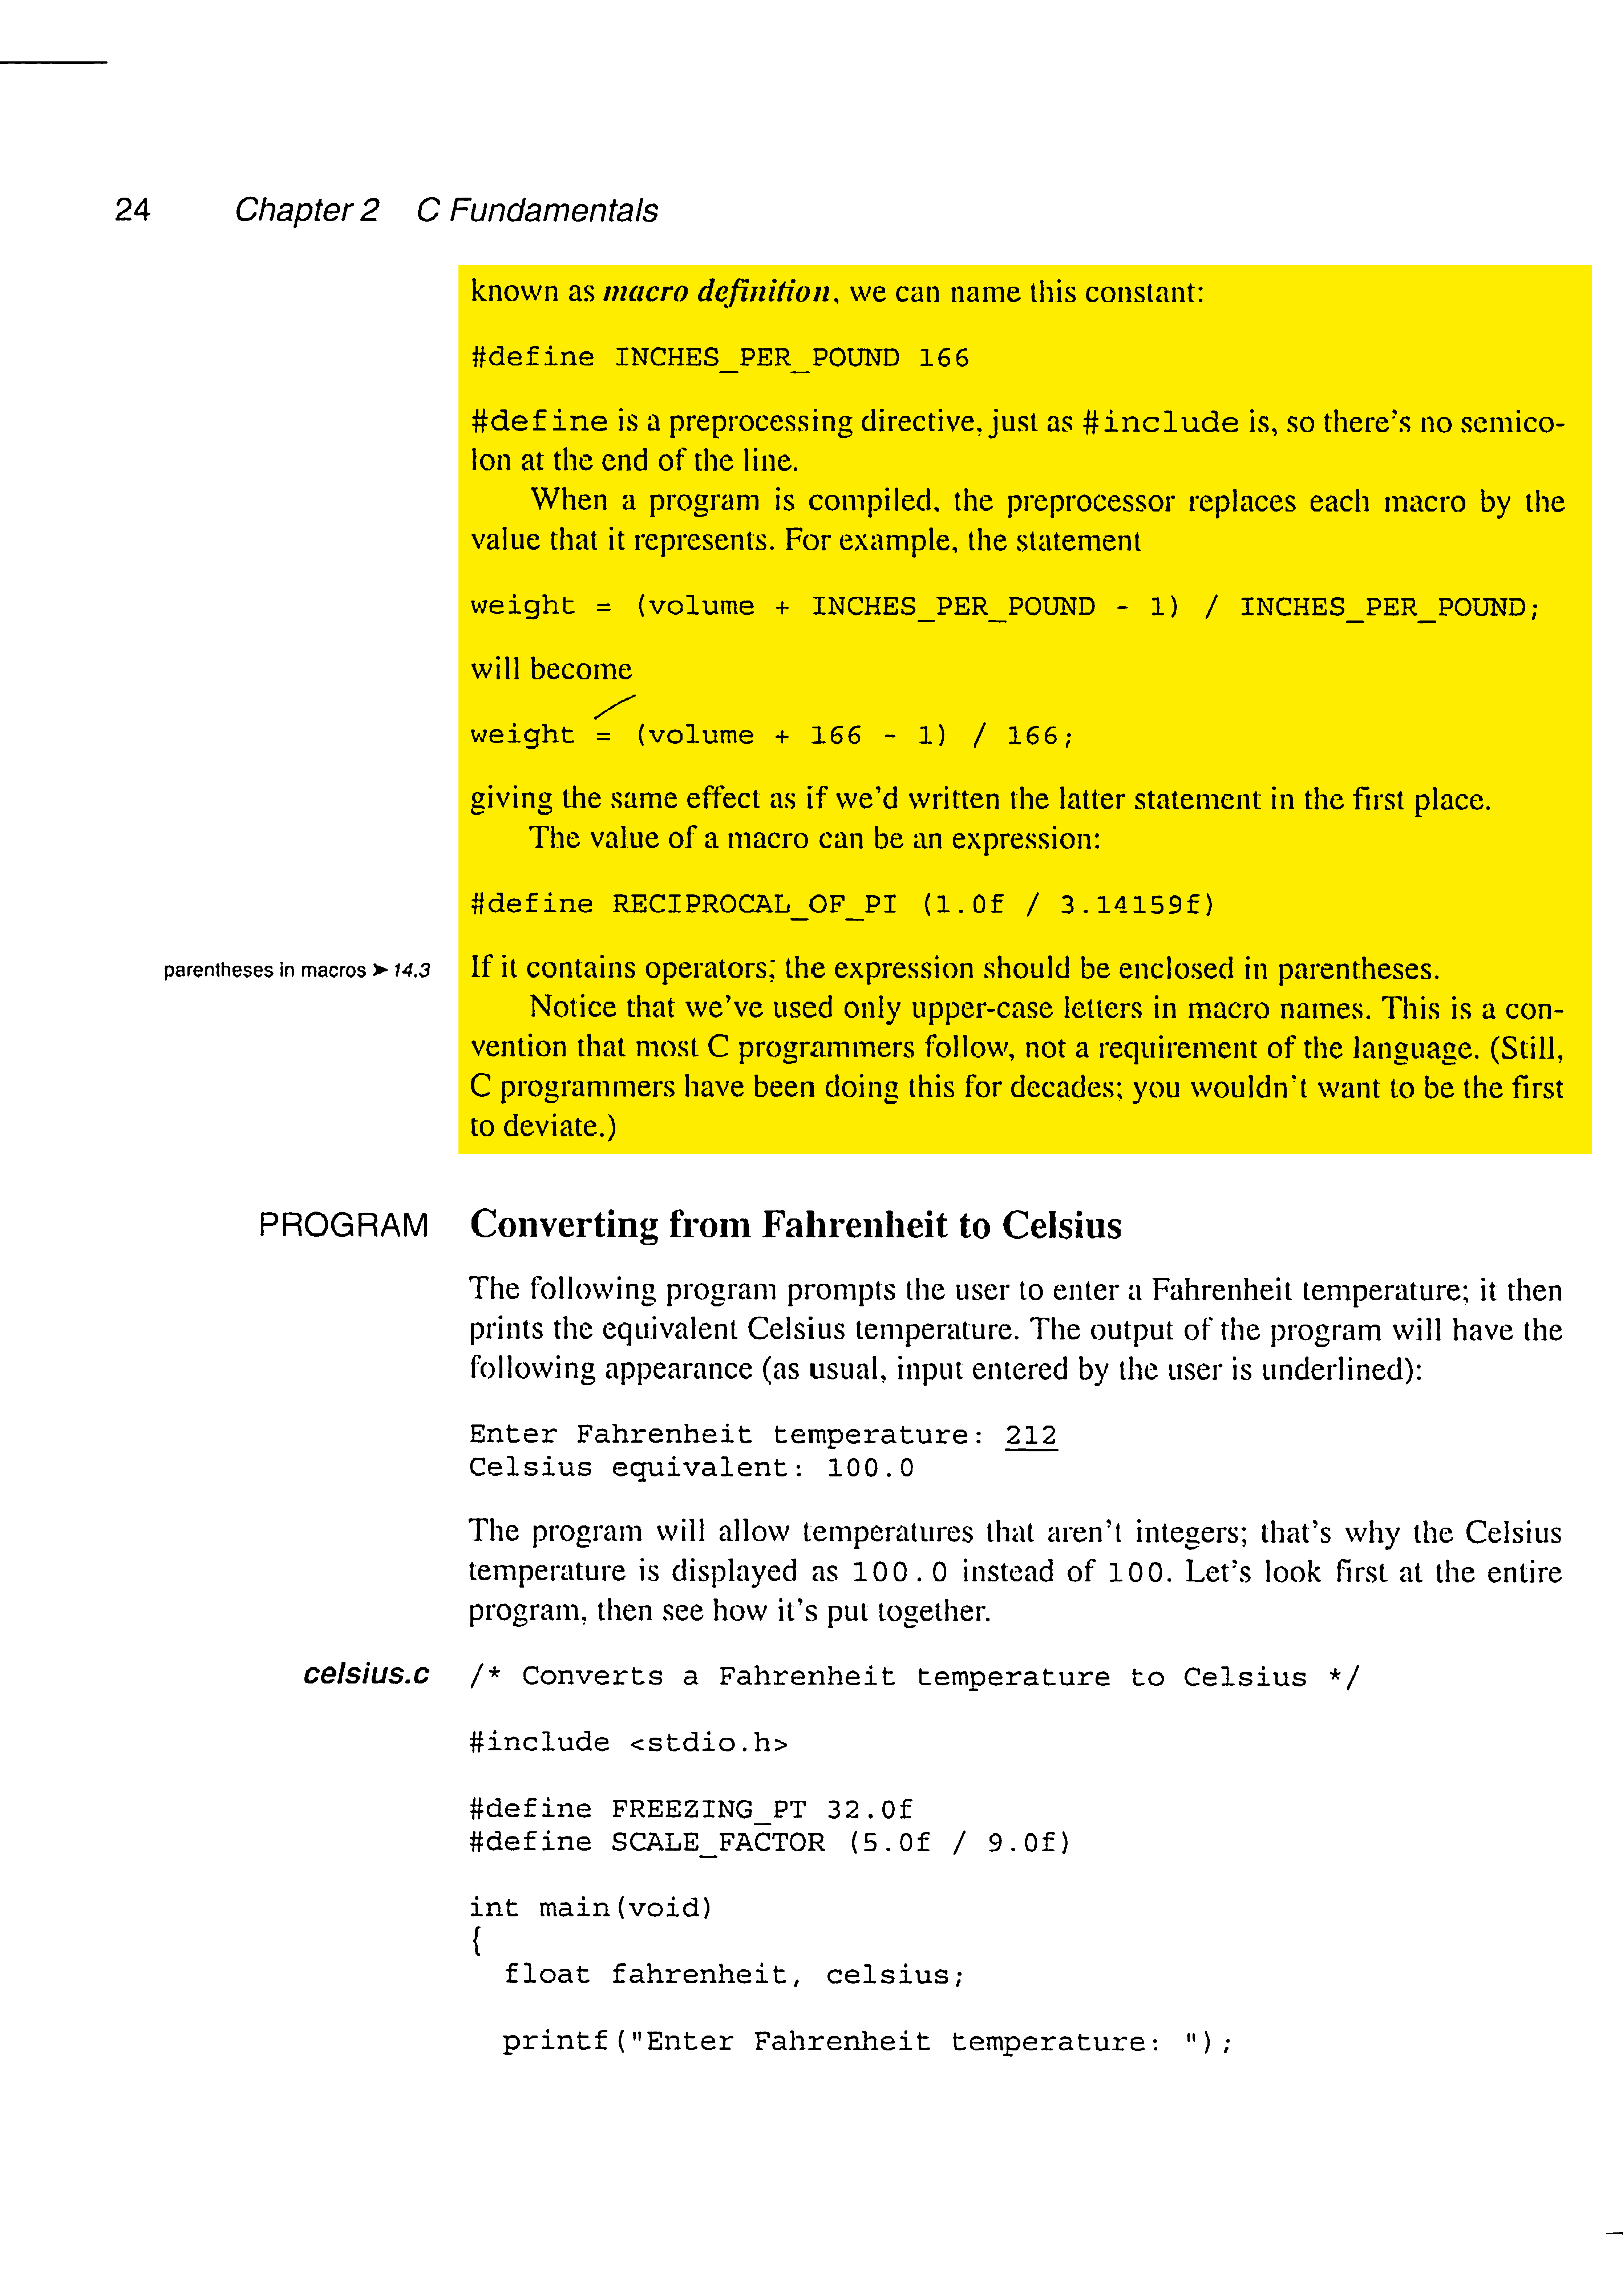 24 Chapter 2 C Fundamentals
known as macro definition, we can name this constant:
#define INCHES_PER_POUND 166
#define is a preprocessing directive, just as #include is, so there's no semico-
lon at the end of the line.
When a program is compiled, the preprocessor replaces each macro by the
value that it represents. For example, the statement
weight = (volume + INCHES_PER_POUND - 1) / INCHES_PER_POUND;
will become
weight = (volume + 166 - 1) / 166;
giving the same effect as if we'd written the latter statement in the first place.
The value of a macro can be an expression:
#define RECIPROCAL_OF_PI (1.0f / 3.14159f)
parentheses in macros ➤ 14.3
If it contains operators; the expression should be enclosed in parentheses.
Notice that we've used only upper-case letters in macro names. This is a con-
vention that most C programmers follow, not a requirement of the language. (Still,
C programmers have been doing this for decades; you wouldn't want to be the first
to deviate.)
PROGRAM Converting from Fahrenheit to Celsius
The following program prompts the user to enter a Fahrenheit temperature; it then
prints the equivalent Celsius temperature. The output of the program will have the
following appearance (as usual, input entered by the user is underlined):
Enter Fahrenheit temperature: 212
Celsius equivalent: 100.0
The program will allow temperatures that aren't integers; that's why the Celsius
temperature is displayed as 100.0 instead of 100. Let's look first at the entire
program, then see how it's put together.
celsius.c /* Converts a Fahrenheit temperature to Celsius */
#include <stdio.h>
#define FREEZING_PT 32.0f
#define SCALE_FACTOR (5.0f / 9.0f)
int main(void)
{
float fahrenheit, celsius;
printf("Enter Fahrenheit temperature: ");